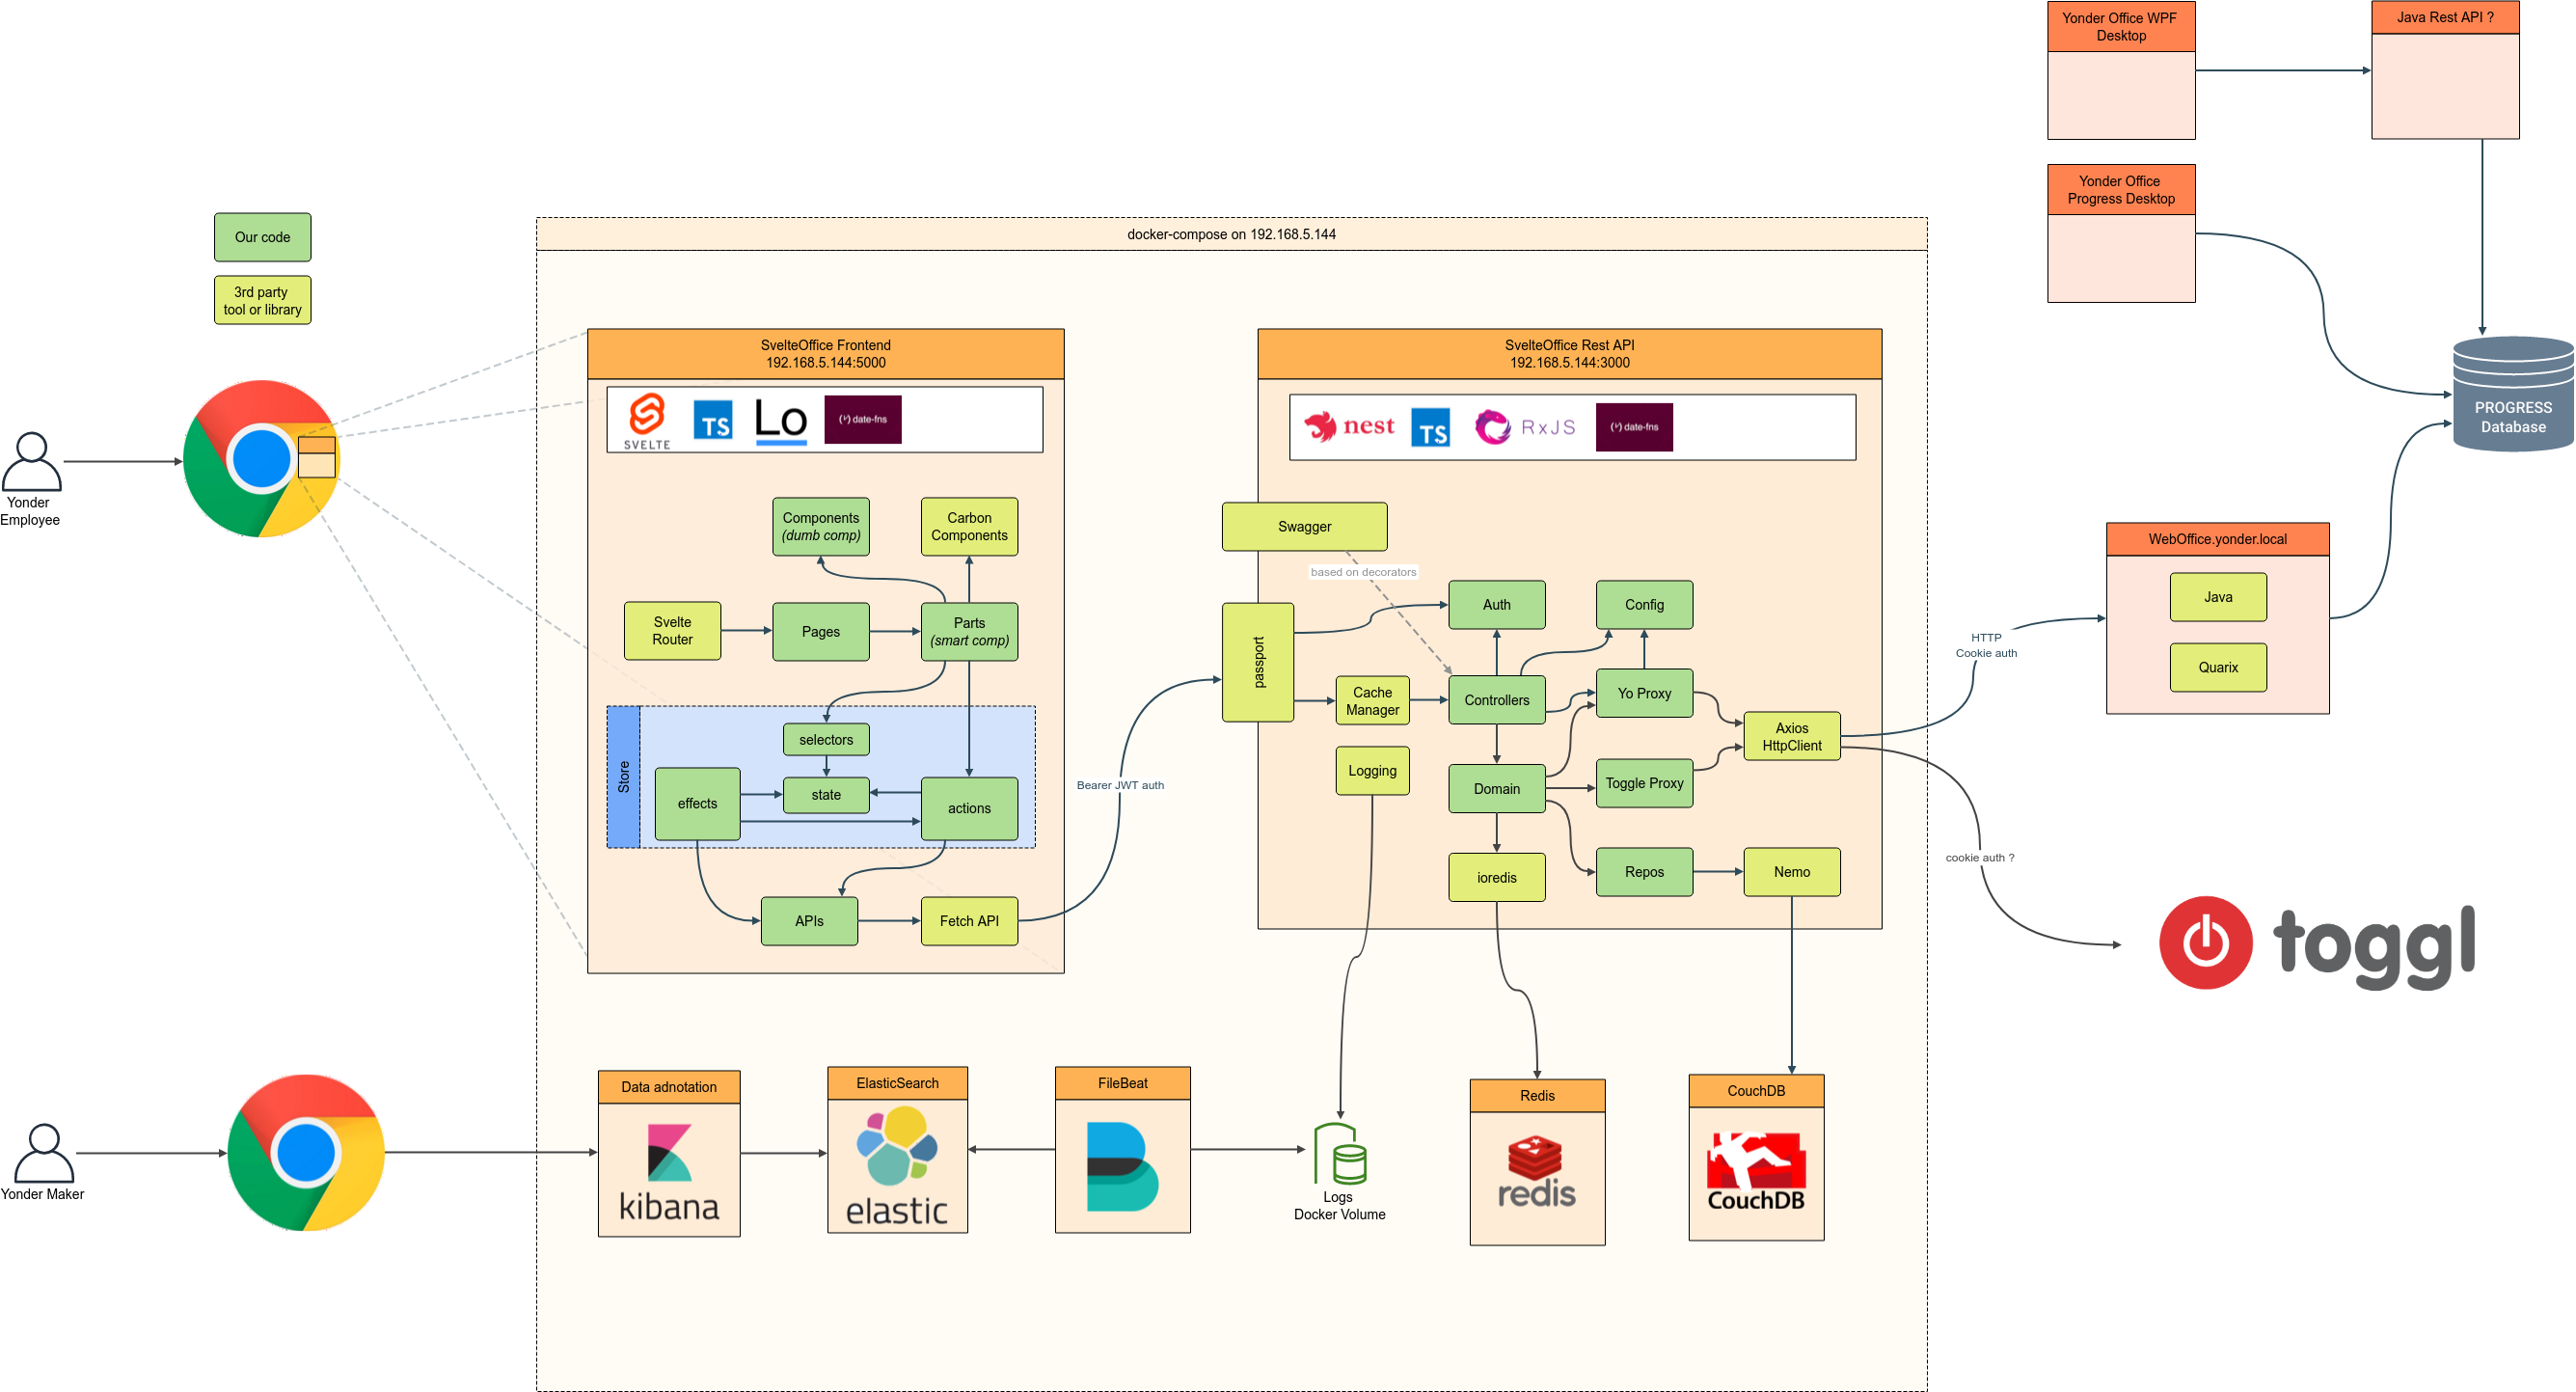 Yonder Office WPF
Desktop
Java Rest API ?
Yonder Office
Progress Desktop
PROGRESS
Database
Our code
3rd party
tool or library
docker-compose on 192.168.5.144
Yonder
Employee
SvelteOffice Frontend
192.168.5.144:5000
SVELTE
TS
Lo
date-fns
Components
(dumb comp)
Carbon
Components
Svelte
Router
Pages
Parts
(smart comp)
Store
selectors
effects
state
actions
APIs
Fetch API
Bearer JWT auth
SvelteOffice Rest API
192.168.5.144:3000
nest
TS
RxJS
date-fns
Swagger
based on decorators
passport
Auth
Config
Cache
Manager
Controllers
Yo Proxy
Axios
HttpClient
Logging
Domain
Toggle Proxy
ioredis
Repos
Nemo
HTTP
Cookie auth
cookie auth ?
WebOffice.yonder.local
Java
Quarix
toggl
Yonder Maker
Data adnotation
kibana
ElasticSearch
elastic
FileBeat
Logs
Docker Volume
Redis
redis
CouchDB
CouchDB